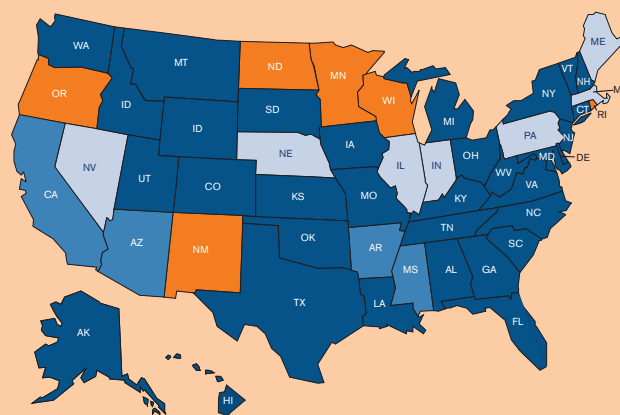 WA
MT
ND
MN
ME
OR
ID
SD
WI
VT
NH
M
NY
CT
RI
ID
MI
NE
IA
PA
NJ
NV
UT
CO
IL
IN
OH
MD
DE
CA
KS
MO
KY
WV
VA
AZ
NM
OK
AR
TN
NC
SC
MS
AL
GA
TX
LA
FL
AK
HI